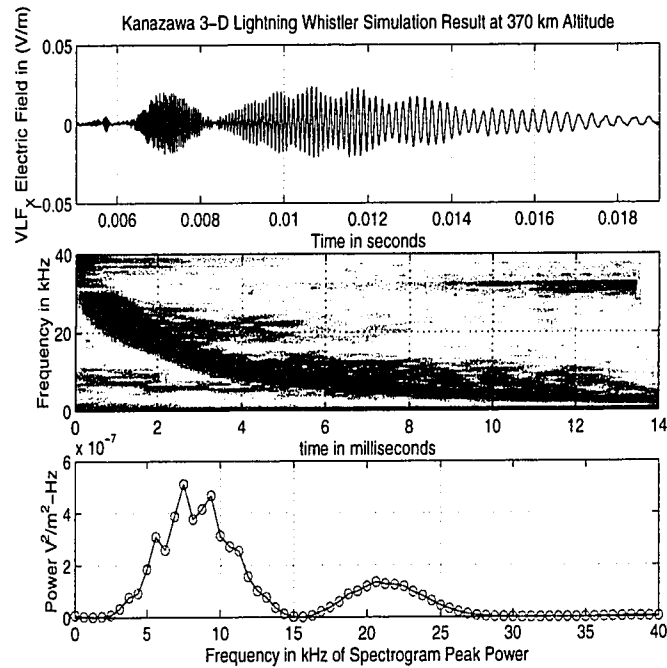 Kanazawa 3-D Lightning Whistler Simulation Result at 370 km Altitude
VLF_X Electric Field in (V/m)
0.05
0
-0.05
0.006 0.008 0.01 0.012 0.014 0.016 0.018
Time in seconds
Frequency in kHz
40
20
0
0 2 4 6 8 10 12 14
time in milliseconds
x 10^-7
Power V^2/m^2-Hz
6
4
2
0
0 5 10 15 20 25 30 35 40
Frequency in kHz of Spectrogram Peak Power